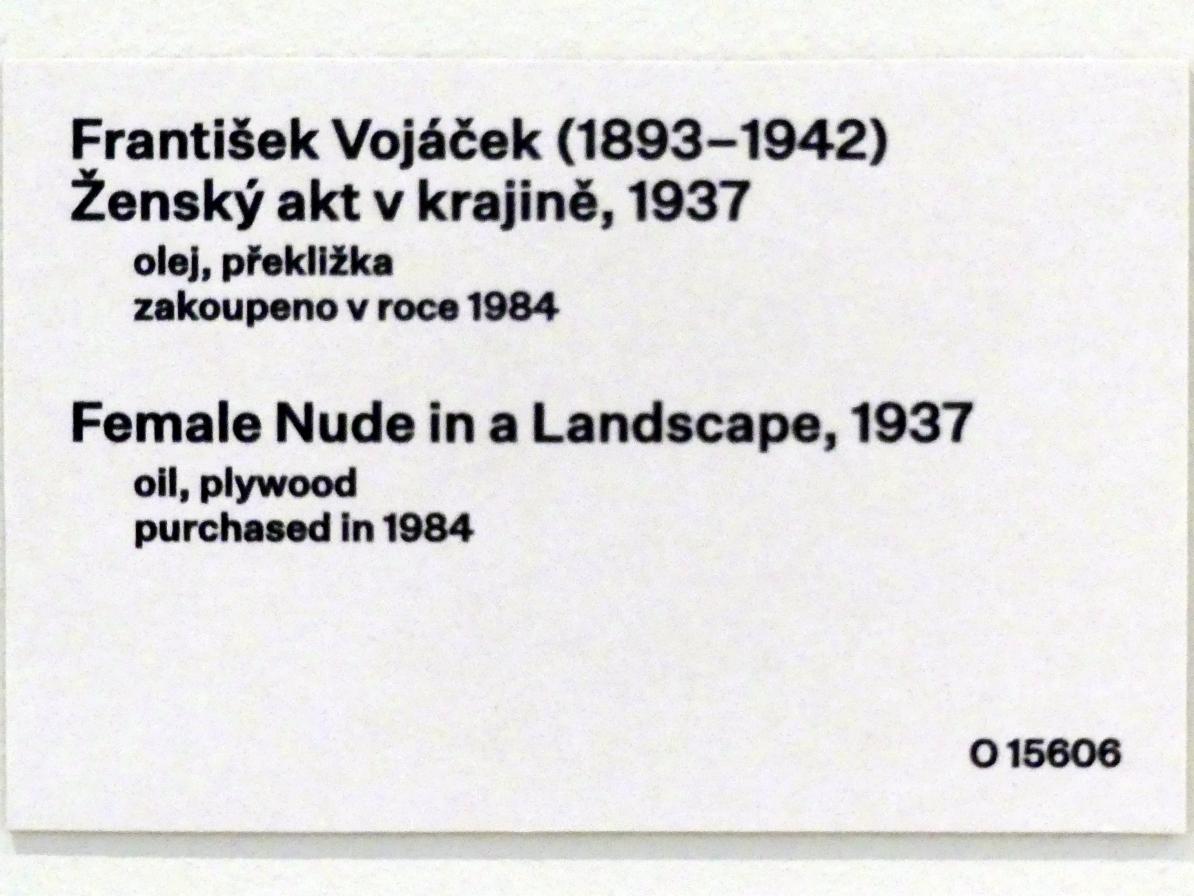 František Vojáček (1893–1942)
Ženský akt v krajině, 1937
olej, překližka
zakoupeno v roce 1984
Female Nude in a Landscape, 1937
oil, plywood
purchased in 1984
O 15606